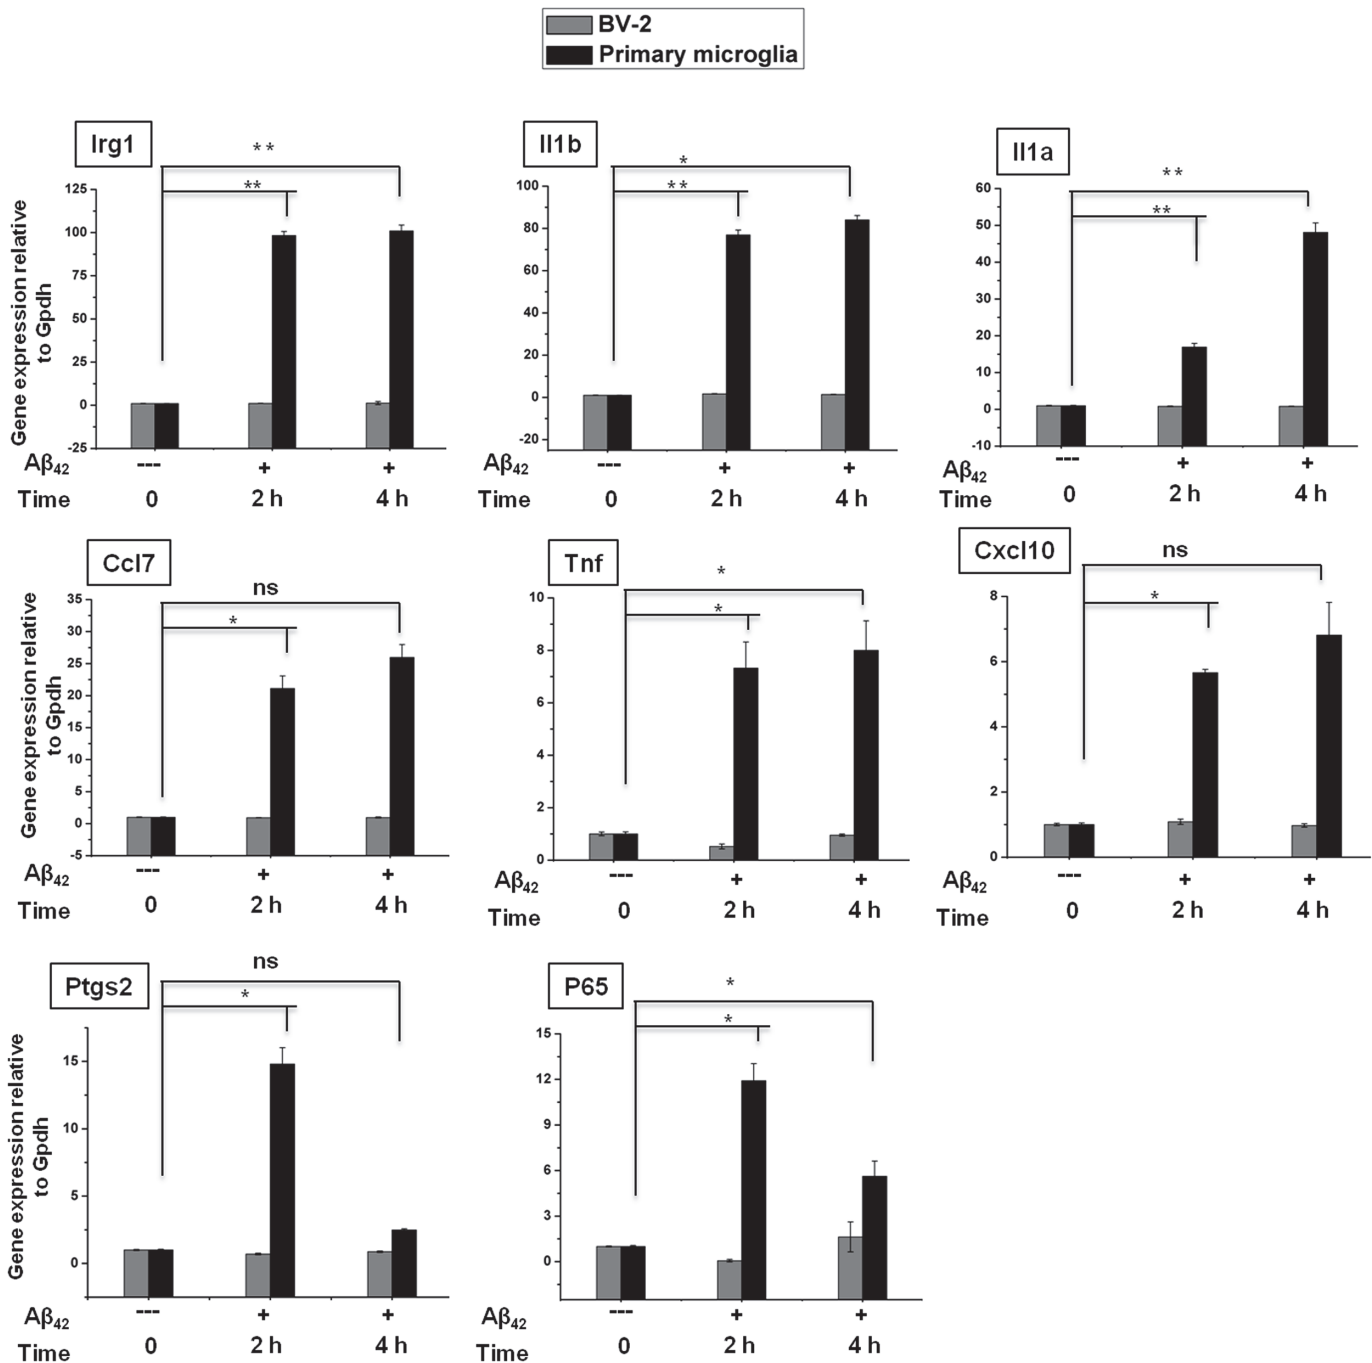 BV-2
Primary microglia
Irg1
**
**
Gene expression relative
to Gpdh
125
100
75
50
25
0
-25
Aβ42 --- + +
Time 0 2 h 4 h
Il1b
*
**
120
100
80
60
40
20
0
-20
Aβ42 --- + +
Time 0 2 h 4 h
Il1a
**
**
60
50
40
30
20
10
0
-10
Aβ42 --- + +
Time 0 2 h 4 h
Ccl7
ns
*
Gene expression relative
to Gpdh
35
30
25
20
15
10
5
0
-5
Aβ42 --- + +
Time 0 2 h 4 h
Tnf
*
*
10
8
6
4
2
0
Aβ42 --- + +
Time 0 2 h 4 h
Cxcl10
ns
*
8
6
4
2
0
Aβ42 --- + +
Time 0 2 h 4 h
Ptgs2
ns
*
Gene expression relative
to Gpdh
15
10
5
0
Aβ42 --- + +
Time 0 2 h 4 h
P65
*
*
15
12
9
6
3
0
Aβ42 --- + +
Time 0 2 h 4 h